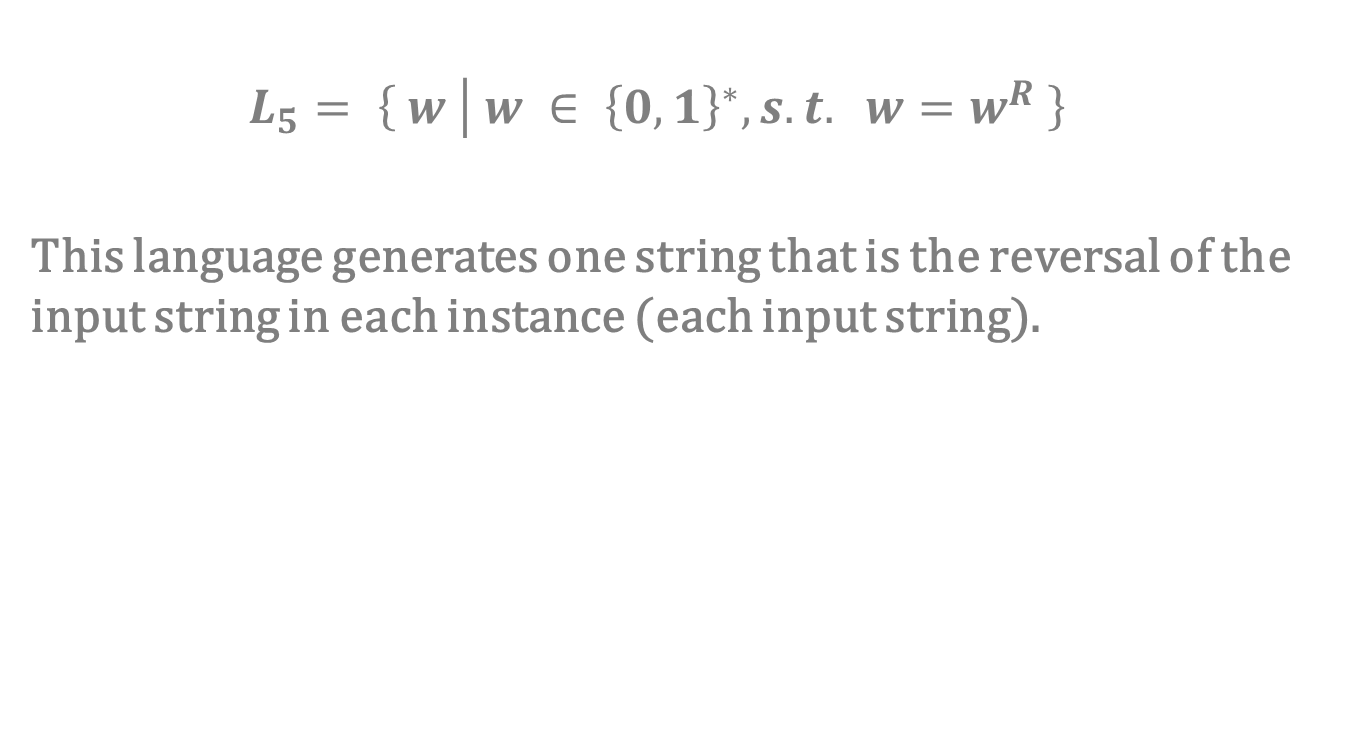 L₅ = { w | w ∈ {0, 1}*, s. t. w = wᴿ }
This language generates one string that is the reversal of the
input string in each instance (each input string).